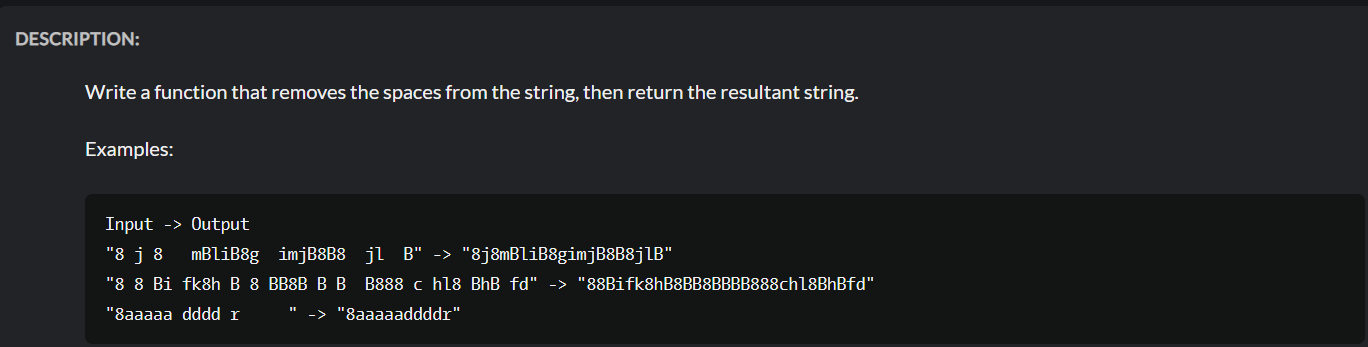 DESCRIPTION:
Write a function that removes the spaces from the string, then return the resultant string.
Examples:
Input -> Output
"8 j 8   mBliB8g  imjB8B8  jl  B" -> "8j8mBliB8gimjB8B8jlB"
"8 8 Bi fk8h B 8 BB8B B B  B888 c hl8 BhB fd" -> "88Bifk8hB8BB8BBBB888chl8BhBfd"
"8aaaaa dddd r     " -> "8aaaaaddddr"